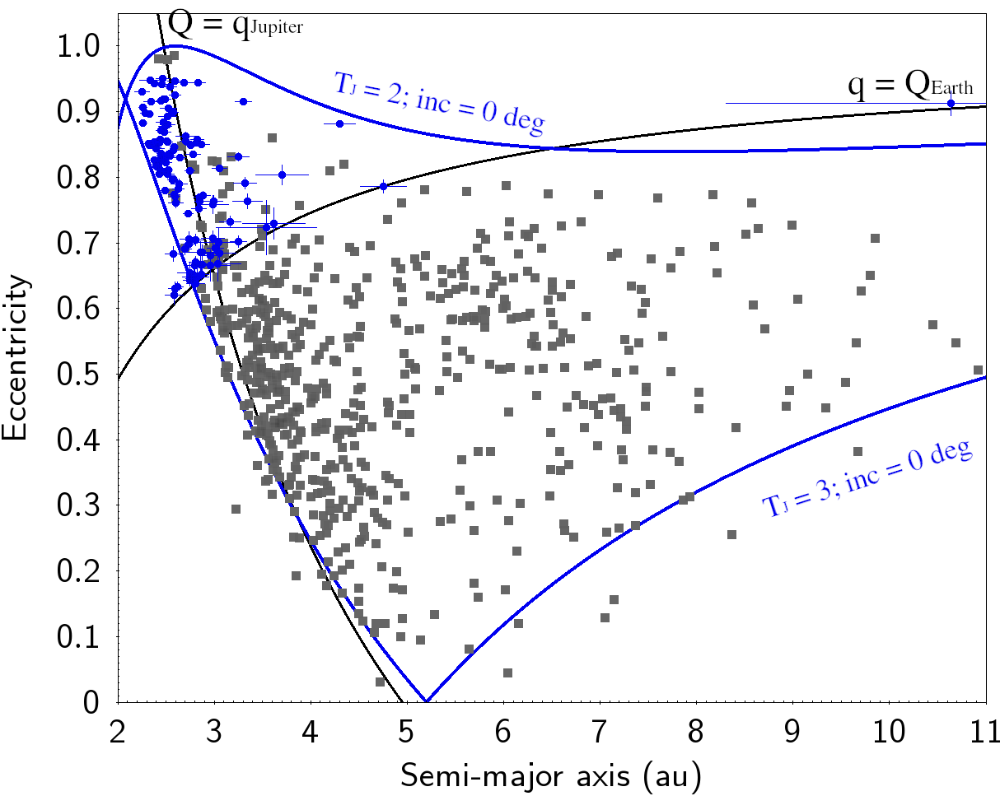 Q = qJupiter
TJ = 2; inc = 0 deg
q = QEarth
TJ = 3; inc = 0 deg
1.0
0.9
0.8
0.7
0.6
0.5
0.4
0.3
0.2
0.1
0
Eccentricity
2 3 4 5 6 7 8 9 10 11
Semi-major axis (au)